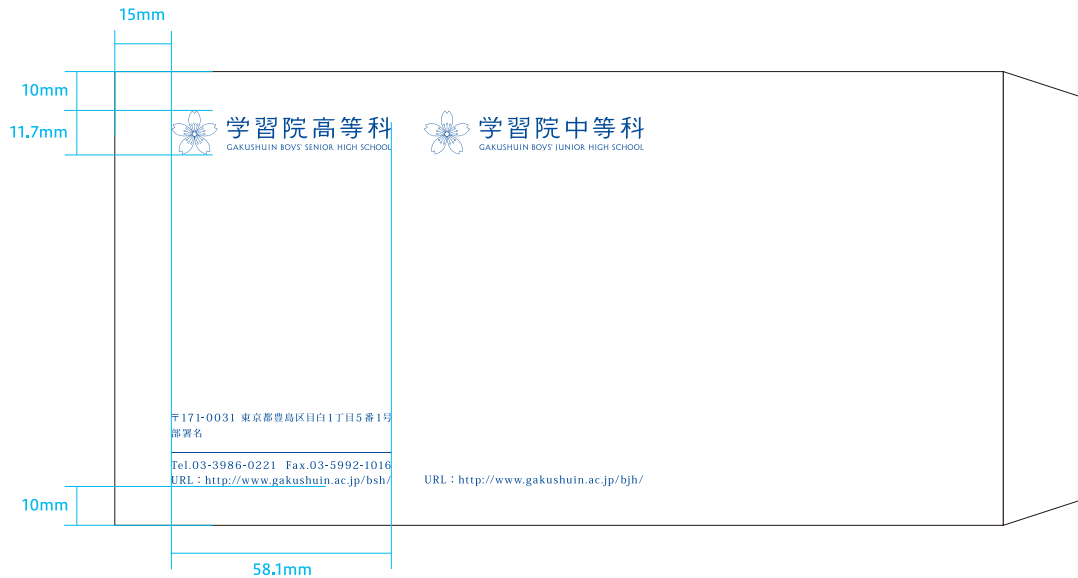 15mm
10mm
11.7mm
学習院高等科
GAKUSHUIN BOYS' SENIOR HIGH SCHOOL
学習院中等科
GAKUSHUIN BOYS' JUNIOR HIGH SCHOOL
〒171-0031 東京都豊島区目白1丁目5番1号
部署名
Tel.03-3986-0221 Fax.03-5992-1016
URL：http://www.gakushuin.ac.jp/bsh/
URL：http://www.gakushuin.ac.jp/bjh/
10mm
58.1mm